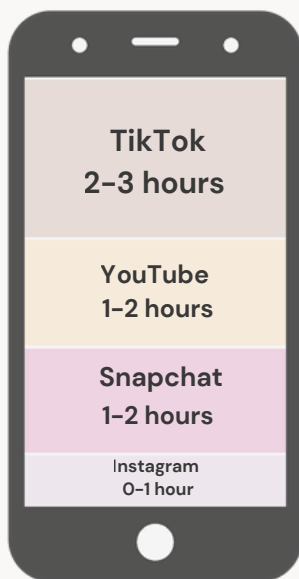 TikTok
2-3 hours
YouTube
1-2 hours
Snapchat
1-2 hours
Instagram
0-1 hour